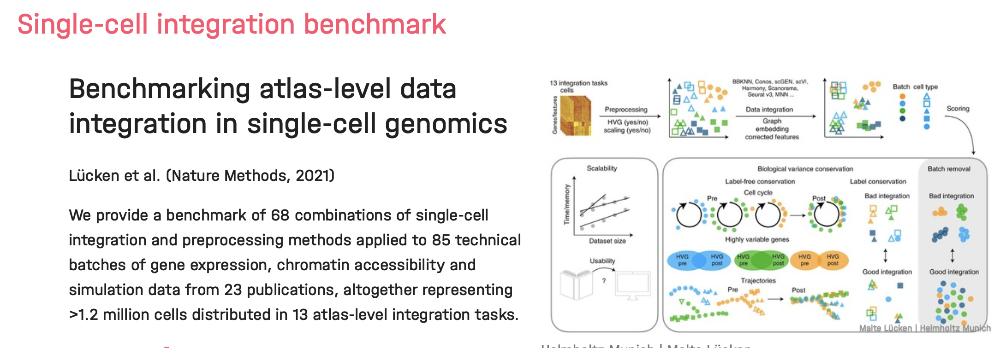 Single-cell integration benchmark
Benchmarking atlas-level data
integration in single-cell genomics
Lücken et al. (Nature Methods, 2021)
We provide a benchmark of 68 combinations of single-cell
integration and preprocessing methods applied to 85 technical
batches of gene expression, chromatin accessibility and
simulation data from 23 publications, altogether representing
>1.2 million cells distributed in 13 atlas-level integration tasks.
13 integration tasks
cells
Genes/features
Preprocessing
HVG (yes/no)
scaling (yes/no)
BBKNN, Conos, scGEN, scVI,
Harmony, Scanorama,
Seurat v3, MNN ...
Data integration
Graph
embedding
corrected features
Batch cell type
Scoring
Scalability
Time/memory
Dataset size
Usability
?
Biological variance conservation
Label-free conservation
Cell cycle
Pre
Post
Highly variable genes
HVG pre
HVG post
HVG pre
HVG post
HVG pre
HVG post
Trajectories
Pre
Post
Label conservation
Bad integration
Good integration
Batch removal
Bad integration
Good integration
Malte Lücken | Helmholtz Munich
Helmholtz Munich | Malte Lücken